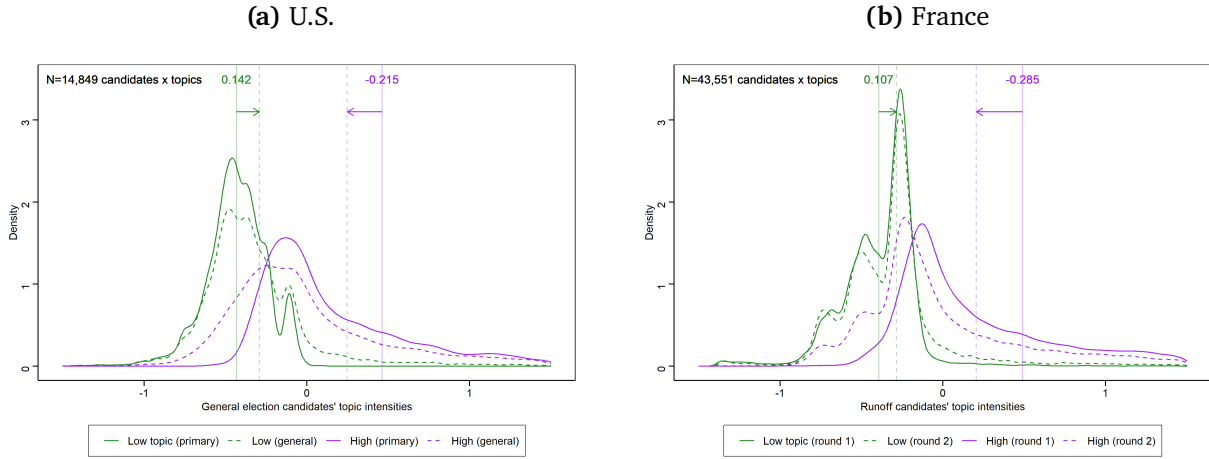 (a) U.S.
N=14,849 candidates x topics
0.142
-0.215
3
2
1
0
Density
-1
0
1
General election candidates' topic intensities
Low topic (primary)
Low (general)
High (primary)
High (general)
(b) France
N=43,551 candidates x topics
0.107
-0.285
3
2
1
0
Density
-1
0
1
Runoff candidates' topic intensities
Low topic (round 1)
Low (round 2)
High (round 1)
High (round 2)